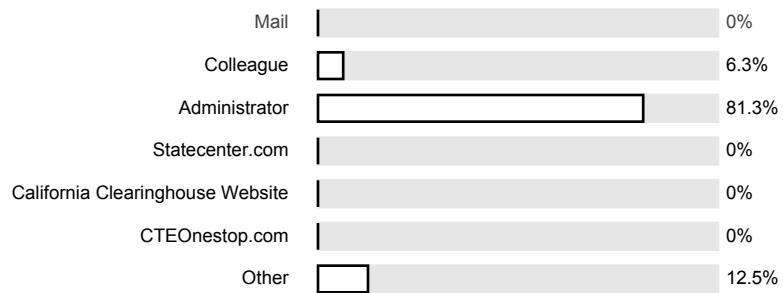 Mail 0%
Colleague 6.3%
Administrator 81.3%
Statecenter.com 0%
California Clearinghouse Website 0%
CTEOnestop.com 0%
Other 12.5%